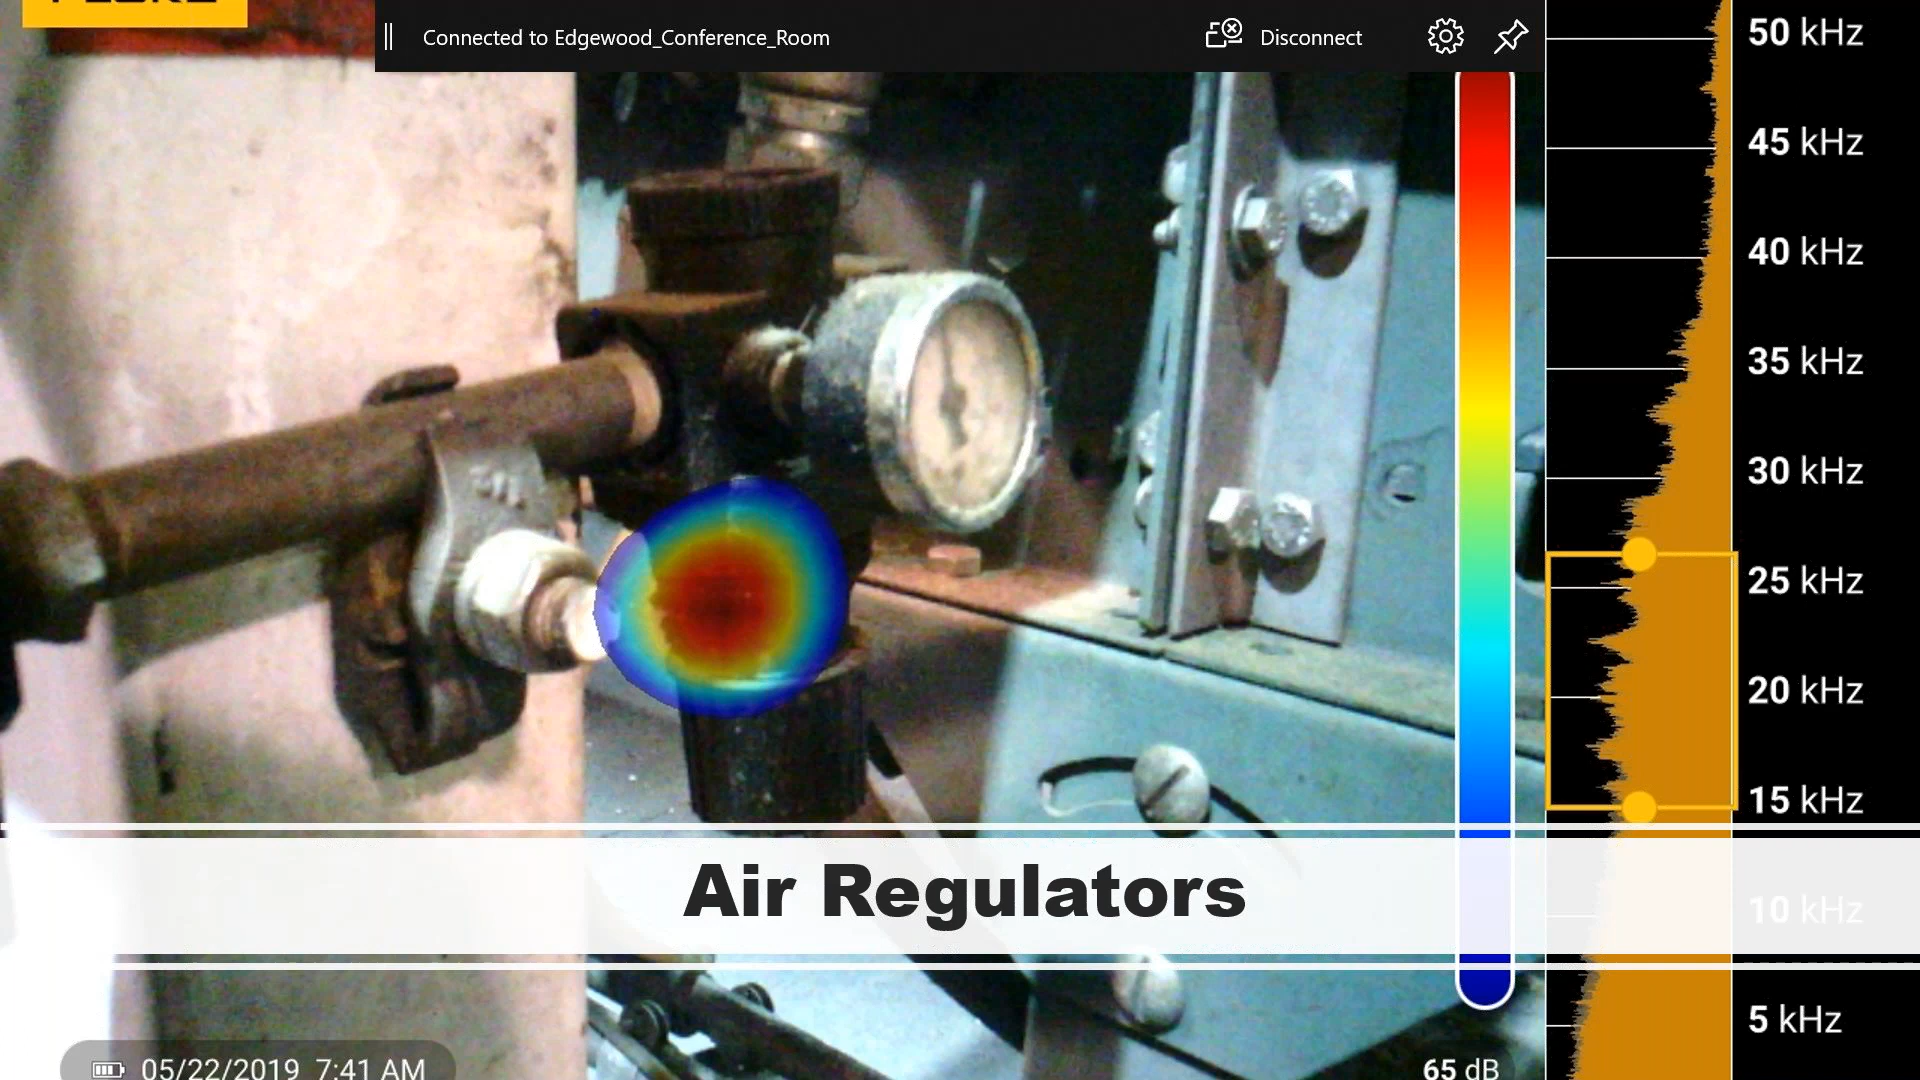 Connected to Edgewood_Conference_Room
Disconnect
50 kHz
45 kHz
40 kHz
35 kHz
30 kHz
25 kHz
20 kHz
15 kHz
Air Regulators
10 kHz
5 kHz
05/22/2019 7:41 AM
65 dB